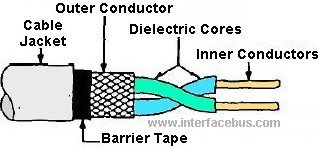 Outer Conductor
Cable
Jacket
Dielectric Cores
Inner Conductors
Barrier Tape
www.interfacebus.com